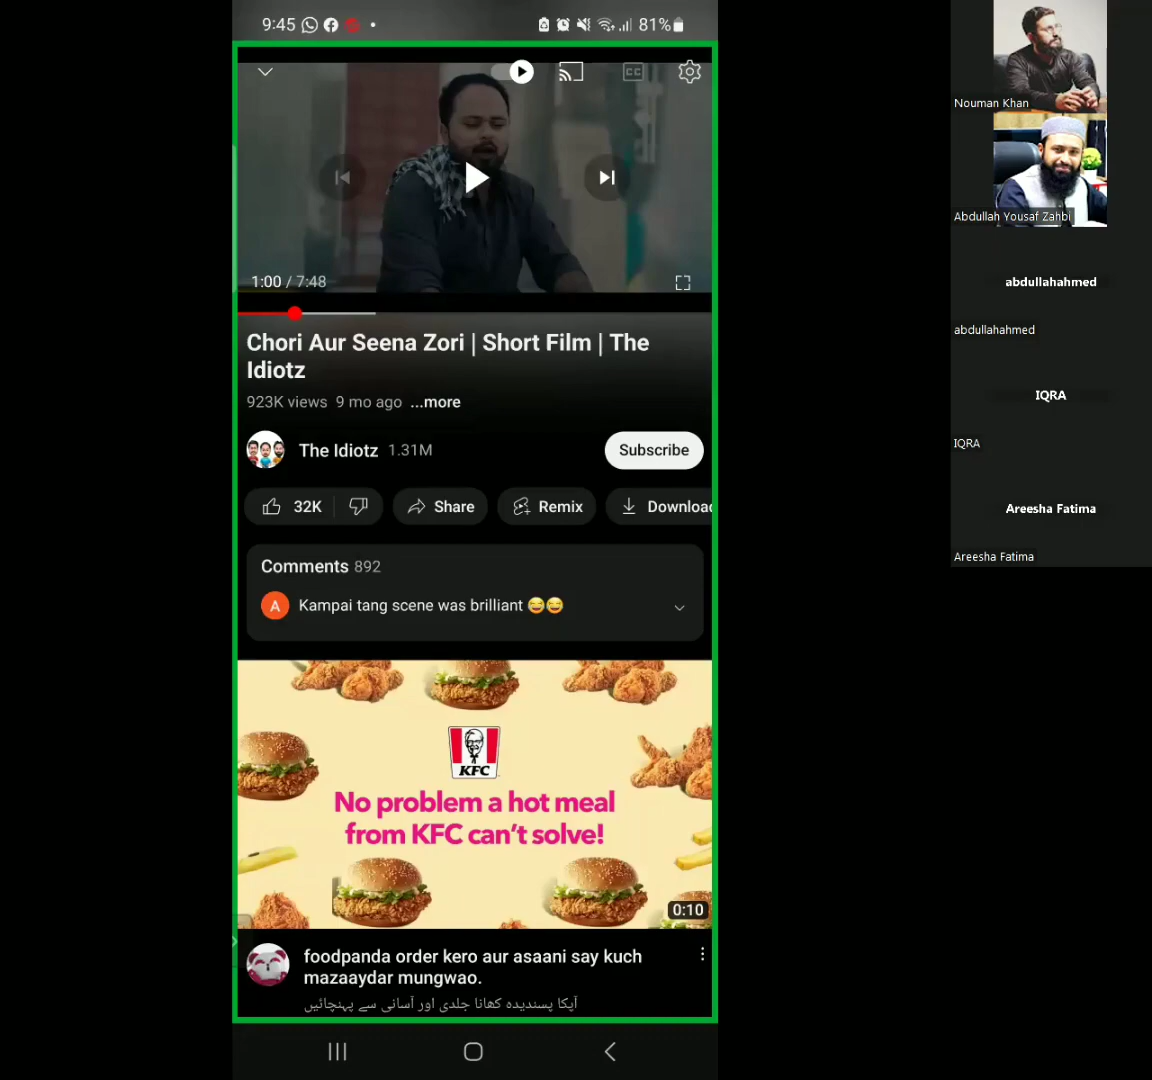 9:45
81%
CC
1:00 / 7:48
Chori Aur Seena Zori | Short Film | The
Idiotz
923K views 9 mo ago ...more
The Idiotz 1.31M
Subscribe
32K
Share
Remix
Download
Comments 892
A
Kampai tang scene was brilliant 😅😅
KFC
No problem a hot meal
from KFC can't solve!
0:10
foodpanda order kero aur asaani say kuch
mazaaydar mungwao.
آپکا پسندیدہ کھانا جلدی اور آسانی سے پہنچائیں
Nouman Khan
Abdullah Yousaf Zahbi
abdullahahmed
abdullahahmed
IQRA
IQRA
Areesha Fatima
Areesha Fatima